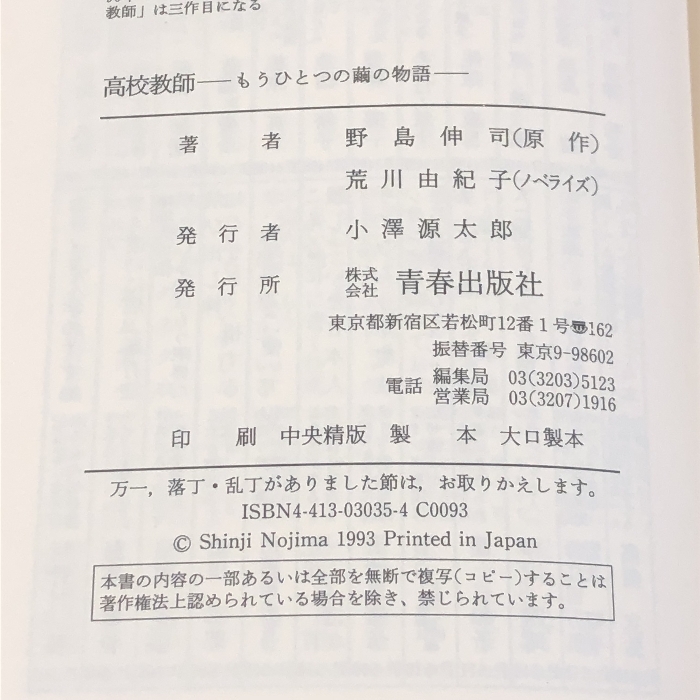 教師」は三作目になる
高校教師——もうひとつの繭の物語——
著者 野島伸司(原作)
荒川由紀子(ノベライズ)
発行者 小澤源太郎
発行所 株式会社 青春出版社
東京都新宿区若松町12番1号〠162
振替番号 東京9-98602
電話 編集局 03(3203)5123
営業局 03(3207)1916
印刷 中央精版 製本 大口製本
万一，落丁・乱丁がありました節は，お取りかえします。
ISBN4-413-03035-4 C0093
© Shinji Nojima 1993 Printed in Japan
本書の内容の一部あるいは全部を無断で複写(コピー)することは
著作権法上認められている場合を除き、禁じられています。